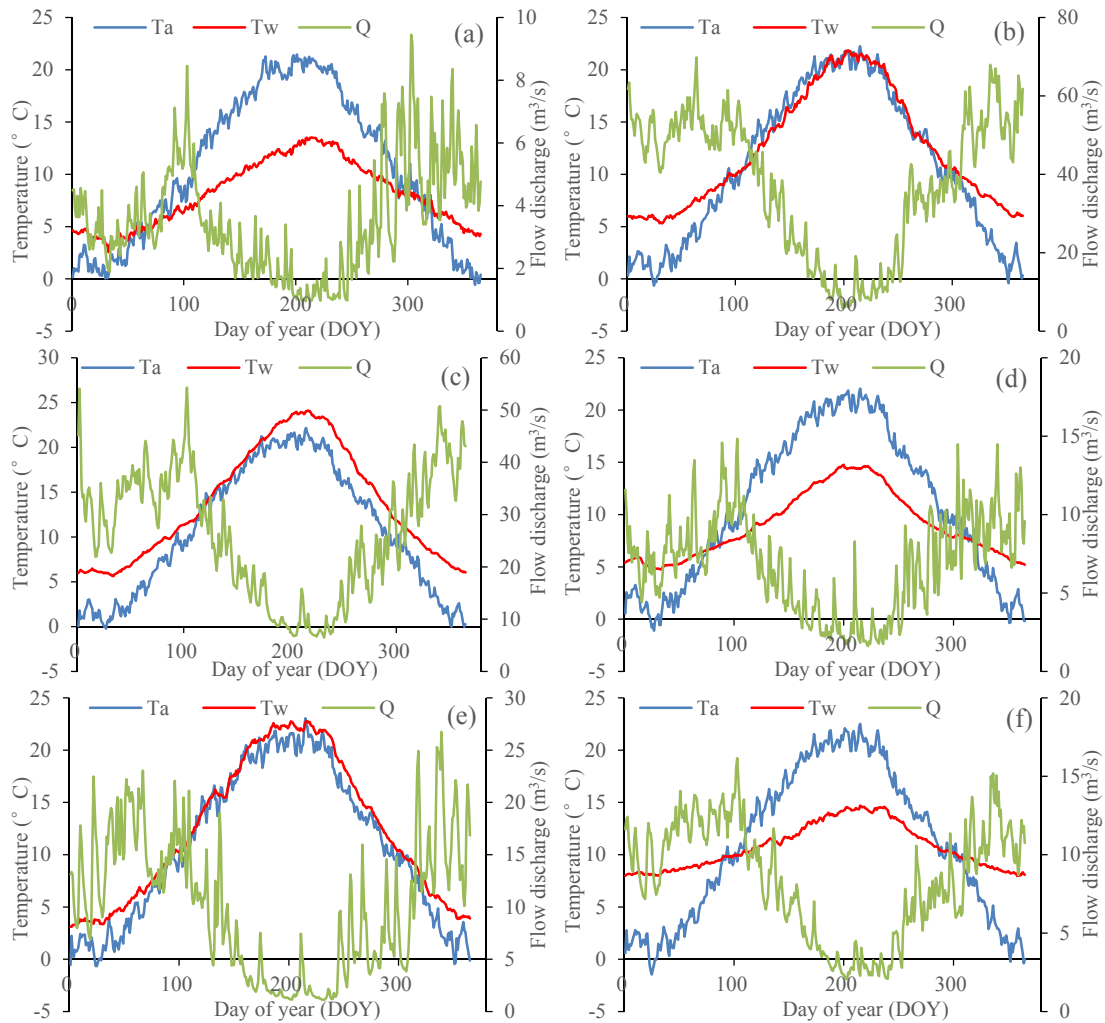 25
20
15
10
5
0
-5
Temperature (° C)
Ta
Tw
Q
(a)
10
8
6
4
2
0
Flow discharge (m³/s)
0
100
200
300
Day of year (DOY)
25
20
15
10
5
0
-5
Temperature (° C)
Ta
Tw
Q
(b)
80
60
40
20
0
Flow discharge (m³/s)
0
100
200
300
Day of year (DOY)
30
25
20
15
10
5
0
-5
Temperature (° C)
Ta
Tw
Q
(c)
60
50
40
30
20
10
0
Flow discharge (m³/s)
0
100
200
300
Day of year (DOY)
25
20
15
10
5
0
-5
Temperature (° C)
Ta
Tw
Q
(d)
20
15
10
5
0
Flow discharge (m³/s)
0
100
200
300
Day of year (DOY)
25
20
15
10
5
0
-5
Temperature (° C)
Ta
Tw
Q
(e)
30
25
20
15
10
5
0
Flow discharge (m³/s)
0
100
200
300
Day of year (DOY)
25
20
15
10
5
0
-5
Temperature (° C)
Ta
Tw
Q
(f)
20
15
10
5
0
Flow discharge (m³/s)
0
100
200
300
Day of year (DOY)